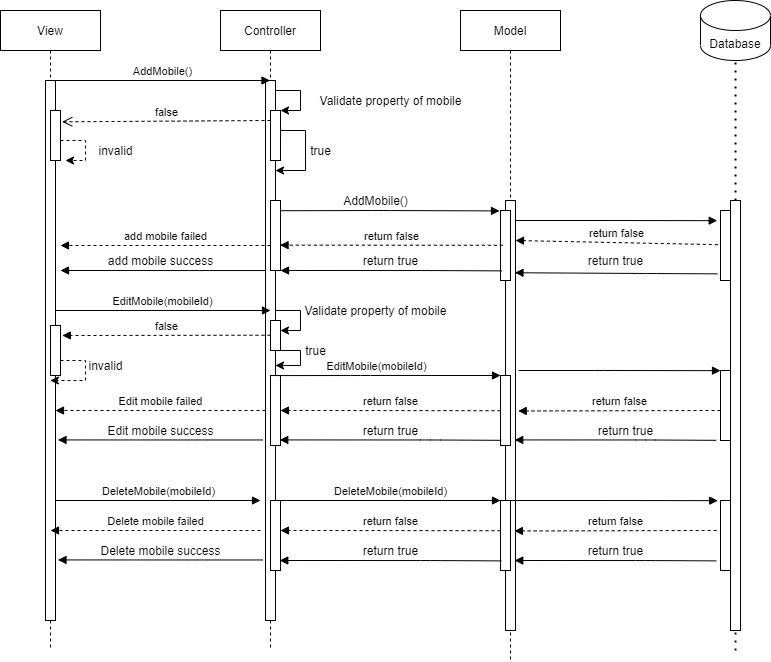 View
Controller
Model
Database
AddMobile()
Validate property of mobile
false
invalid
true
AddMobile()
add mobile failed
return false
return false
add mobile success
return true
return true
EditMobile(mobileId)
Validate property of mobile
false
true
invalid
EditMobile(mobileId)
Edit mobile failed
return false
return false
Edit mobile success
return true
return true
DeleteMobile(mobileId)
DeleteMobile(mobileId)
Delete mobile failed
return false
return false
Delete mobile success
return true
return true